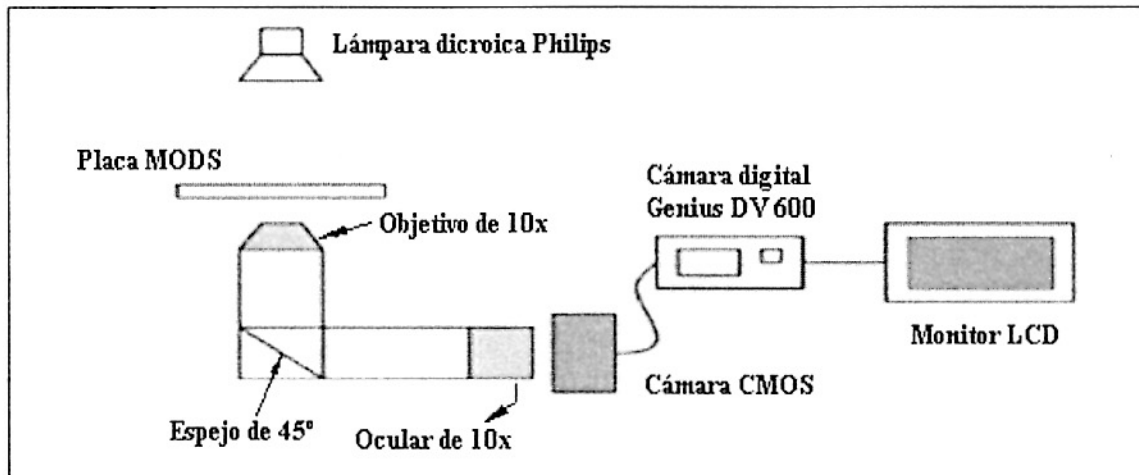 Lámpara dicroica Philips
Placa MODS
Objetivo de 10x
Cámara digital
Genius DV600
Monitor LCD
Cámara CMOS
Espejo de 45º
Ocular de 10x